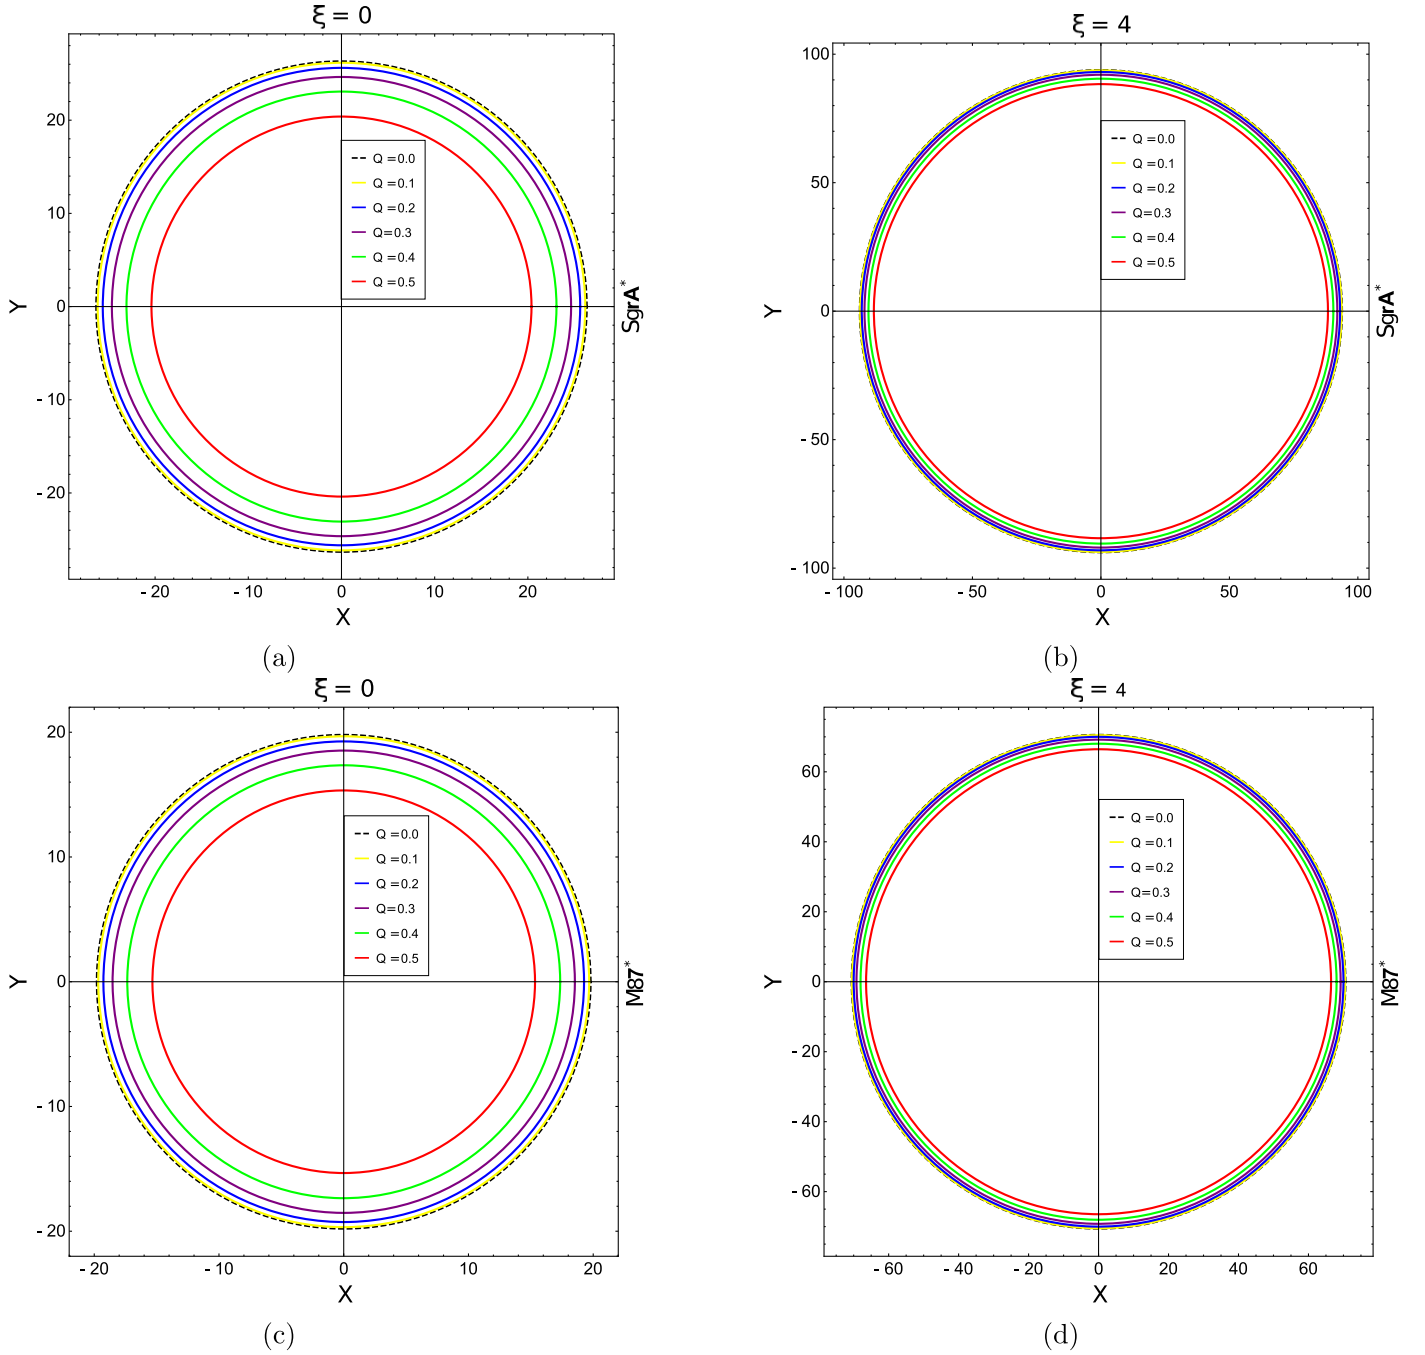 ξ = 0
Y
20
10
0
- 10
- 20
- 20
- 10
0
10
20
X
Q =0.0
Q =0.1
Q =0.2
Q=0.3
Q =0.4
Q =0.5
SgrA*
(a)
ξ = 4
Y
100
50
0
- 50
- 100
- 100
- 50
0
50
100
X
Q =0.0
Q =0.1
Q =0.2
Q=0.3
Q =0.4
Q =0.5
SgrA*
(b)
ξ = 0
Y
20
10
0
- 10
- 20
- 20
- 10
0
10
20
X
Q =0.0
Q =0.1
Q =0.2
Q=0.3
Q =0.4
Q =0.5
M87*
(c)
ξ = 4
Y
60
40
20
0
- 20
- 40
- 60
- 60
- 40
- 20
0
20
40
60
X
Q =0.0
Q =0.1
Q =0.2
Q=0.3
Q =0.4
Q =0.5
M87*
(d)